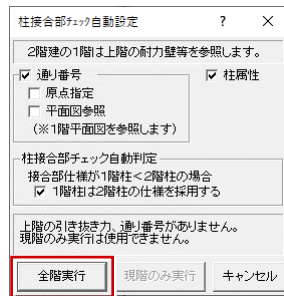 柱接合部ﾁｪｯｸ自動設定 ? ×
2階建の1階は上階の耐力壁等を参照します。
通り番号 柱属性
原点指定
平面図参照
(※1階平面図を参照します)
柱接合部チェック自動判定
接合部仕様が1階柱<2階柱の場合
1階柱は2階柱の仕様を採用する
上階の引き抜き力、通り番号がありません。
現階のみ実行は使用できません。
全階実行 現階のみ実行 キャンセル